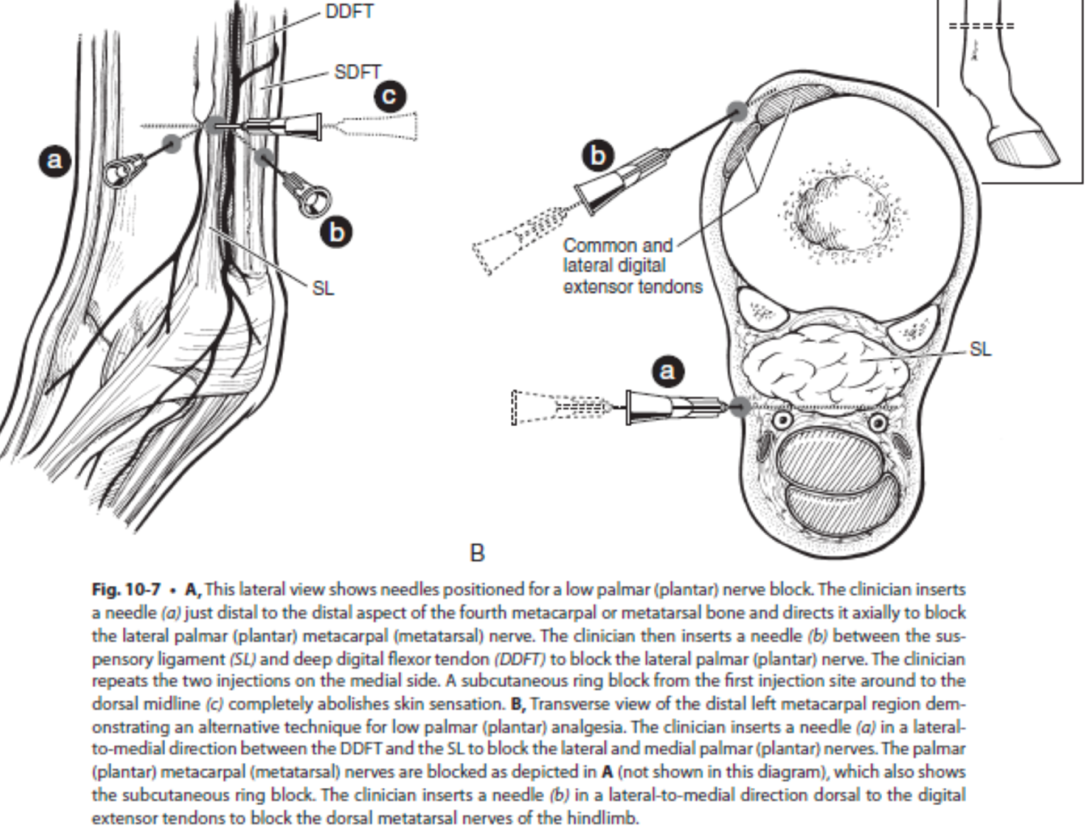 DDFT
SDFT
c
a
b
SL
b
Common and
lateral digital
extensor tendons
SL
a
B
Fig. 10-7 • A, This lateral view shows needles positioned for a low palmar (plantar) nerve block. The clinician inserts
a needle (a) just distal to the distal aspect of the fourth metacarpal or metatarsal bone and directs it axially to block
the lateral palmar (plantar) metacarpal (metatarsal) nerve. The clinician then inserts a needle (b) between the sus-
pensory ligament (SL) and deep digital flexor tendon (DDFT) to block the lateral palmar (plantar) nerve. The clinician
repeats the two injections on the medial side. A subcutaneous ring block from the first injection site around to the
dorsal midline (c) completely abolishes skin sensation. B, Transverse view of the distal left metacarpal region dem-
onstrating an alternative technique for low palmar (plantar) analgesia. The clinician inserts a needle (a) in a lateral-
to-medial direction between the DDFT and the SL to block the lateral and medial palmar (plantar) nerves. The palmar
(plantar) metacarpal (metatarsal) nerves are blocked as depicted in A (not shown in this diagram), which also shows
the subcutaneous ring block. The clinician inserts a needle (b) in a lateral-to-medial direction dorsal to the digital
extensor tendons to block the dorsal metatarsal nerves of the hindlimb.